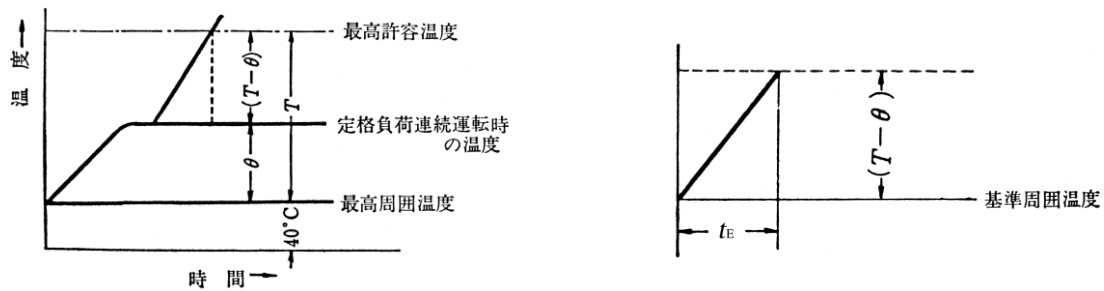 温度
最高許容温度
(T−θ)
T
定格負荷連続運転時
の温度
θ
最高周囲温度
40°C
時間
(T−θ)
基準周囲温度
tE